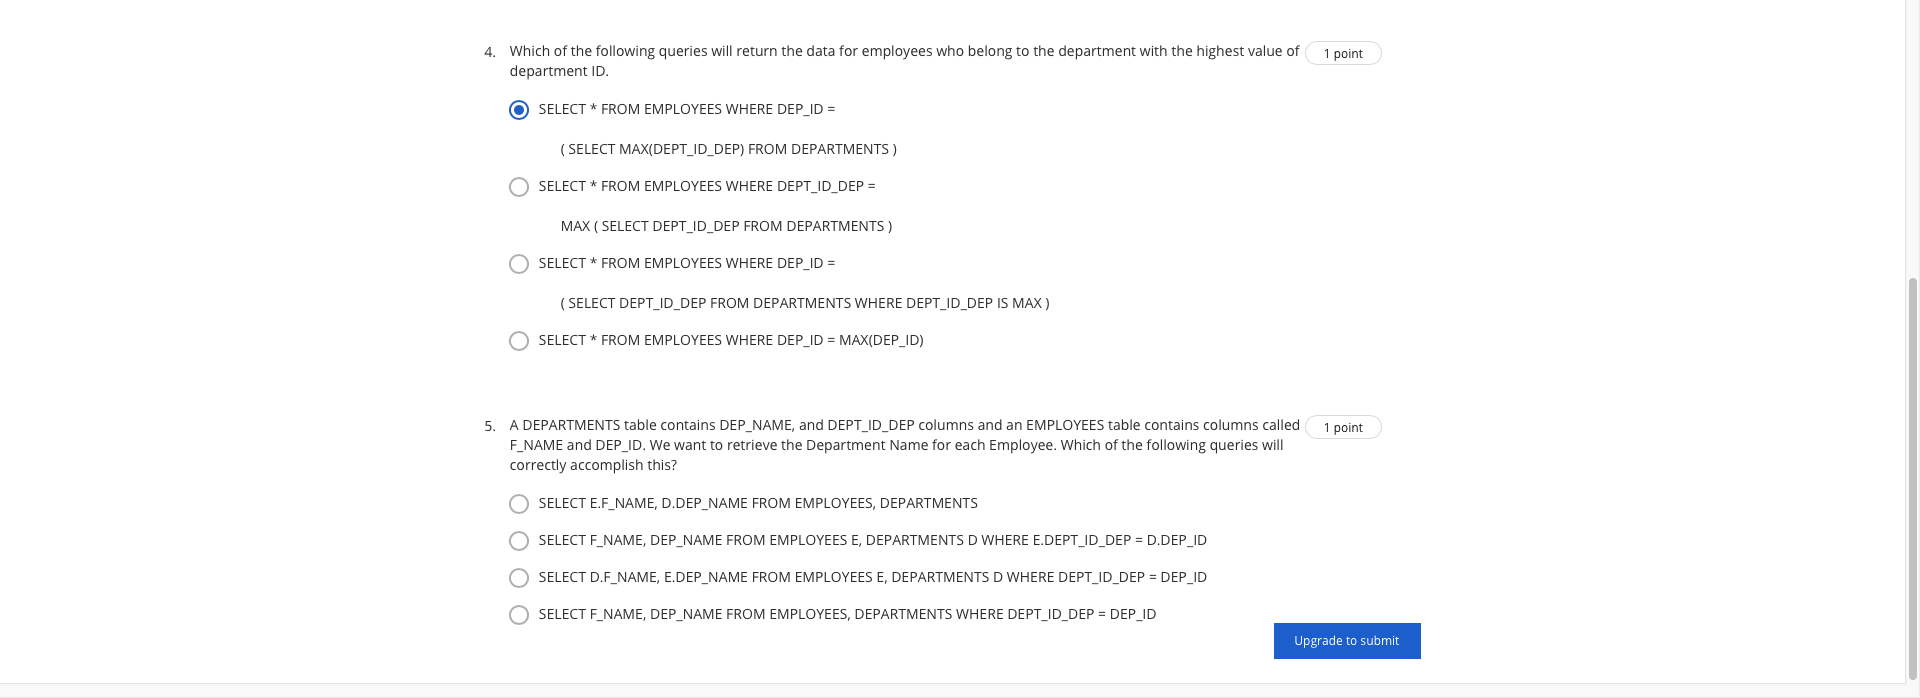 4. Which of the following queries will return the data for employees who belong to the department with the highest value of 1 point
department ID.
SELECT * FROM EMPLOYEES WHERE DEP_ID =
( SELECT MAX(DEPT_ID_DEP) FROM DEPARTMENTS )
SELECT * FROM EMPLOYEES WHERE DEPT_ID_DEP =
MAX ( SELECT DEPT_ID_DEP FROM DEPARTMENTS )
SELECT * FROM EMPLOYEES WHERE DEP_ID =
( SELECT DEPT_ID_DEP FROM DEPARTMENTS WHERE DEPT_ID_DEP IS MAX )
SELECT * FROM EMPLOYEES WHERE DEP_ID = MAX(DEP_ID)
5. A DEPARTMENTS table contains DEP_NAME, and DEPT_ID_DEP columns and an EMPLOYEES table contains columns called 1 point
F_NAME and DEP_ID. We want to retrieve the Department Name for each Employee. Which of the following queries will
correctly accomplish this?
SELECT E.F_NAME, D.DEP_NAME FROM EMPLOYEES, DEPARTMENTS
SELECT F_NAME, DEP_NAME FROM EMPLOYEES E, DEPARTMENTS D WHERE E.DEPT_ID_DEP = D.DEP_ID
SELECT D.F_NAME, E.DEP_NAME FROM EMPLOYEES E, DEPARTMENTS D WHERE DEPT_ID_DEP = DEP_ID
SELECT F_NAME, DEP_NAME FROM EMPLOYEES, DEPARTMENTS WHERE DEPT_ID_DEP = DEP_ID
Upgrade to submit